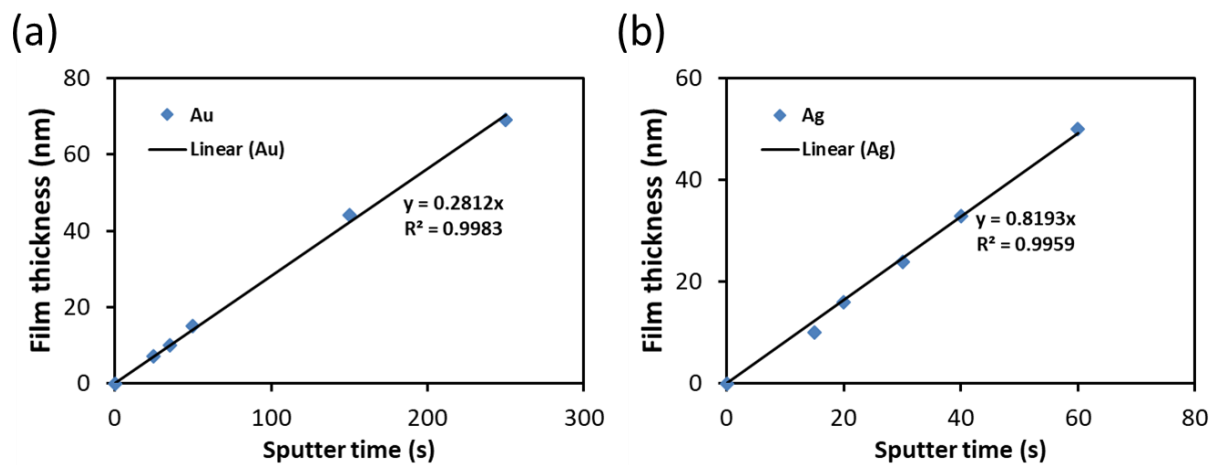 (a)
80
60
40
20
0
Film thickness (nm)
Au
Linear (Au)
y = 0.2812x
R² = 0.9983
0 100 200 300
Sputter time (s)
(b)
60
40
20
0
Film thickness (nm)
Ag
Linear (Ag)
y = 0.8193x
R² = 0.9959
0 20 40 60 80
Sputter time (s)